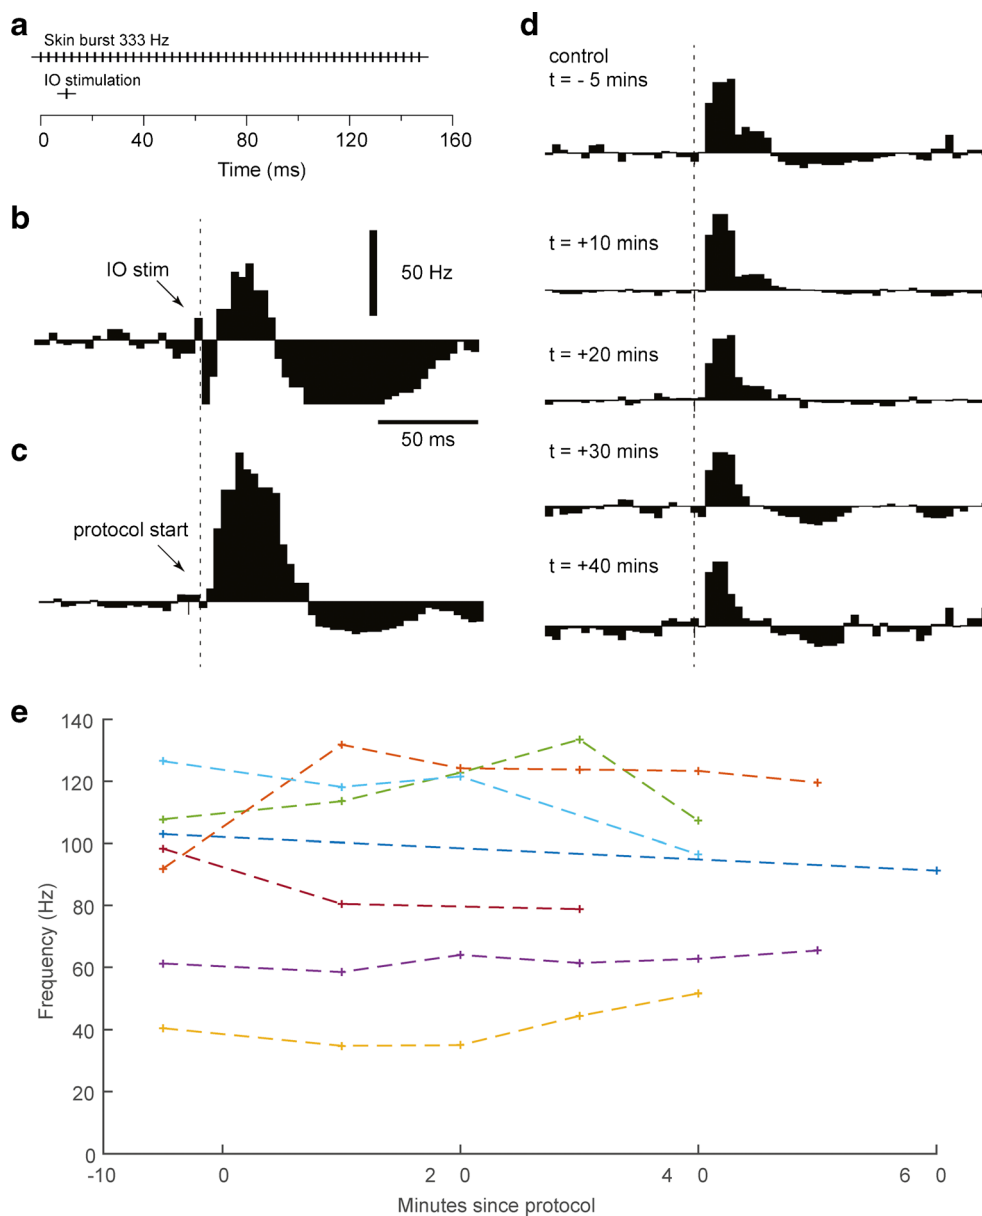 a
Skin burst 333 Hz
IO stimulation
0 40 80 120 160
Time (ms)
b
IO stim
50 Hz
50 ms
c
protocol start
d
control
t = - 5 mins
t = +10 mins
t = +20 mins
t = +30 mins
t = +40 mins
e
140
120
100
80
60
40
20
0
Frequency (Hz)
-10 0 2 0 4 0 6 0
Minutes since protocol